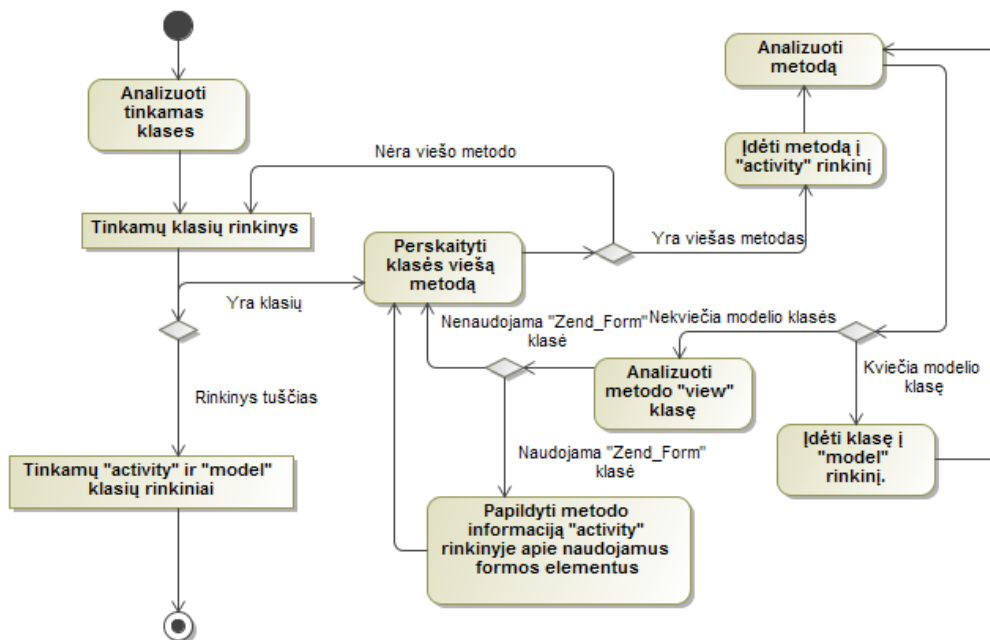 Analizuoti
tinkamas
klases
Analizuoti
metodą
Įdėti metodą į
"activity" rinkinį
Nėra viešo metodo
Tinkamų klasių rinkinys
Perskaityti
klasės viešą
metodą
Yra viešas metodas
Yra klasių
Nenaudojama "Zend_Form"
klasė
Nekviečia modelio klasės
Analizuoti
metodo "view"
klasę
Kviečia modelio
klasę
Rinkinys tuščias
Įdėti klasę į
"model"
rinkinį.
Naudojama "Zend_Form"
klasė
Tinkamų "activity" ir "model"
klasių rinkiniai
Papildyti metodo
informaciją "activity"
rinkinyje apie naudojamus
formos elementus